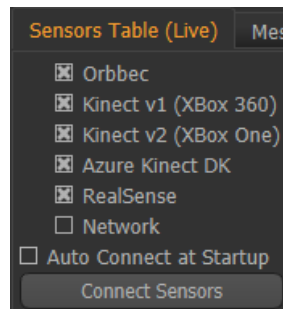 Sensors Table (Live) Mes
Orbbec
Kinect v1 (XBox 360)
Kinect v2 (XBox One)
Azure Kinect DK
RealSense
Network
Auto Connect at Startup
Connect Sensors